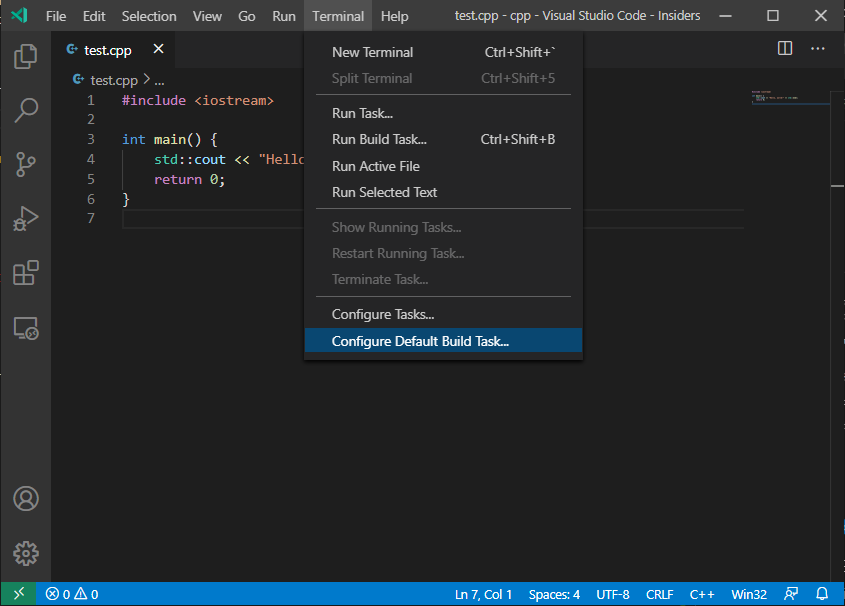 File Edit Selection View Go Run Terminal Help test.cpp - cpp - Visual Studio Code - Insiders
test.cpp
test.cpp > ...
1 #include <iostream>
2
3 int main() {
4 std::cout << "Hello
5 return 0;
6 }
7
New Terminal Ctrl+Shift+`
Split Terminal Ctrl+Shift+5
Run Task...
Run Build Task... Ctrl+Shift+B
Run Active File
Run Selected Text
Show Running Tasks...
Restart Running Task...
Terminate Task...
Configure Tasks...
Configure Default Build Task...
0 0 Ln 7, Col 1 Spaces: 4 UTF-8 CRLF C++ Win32